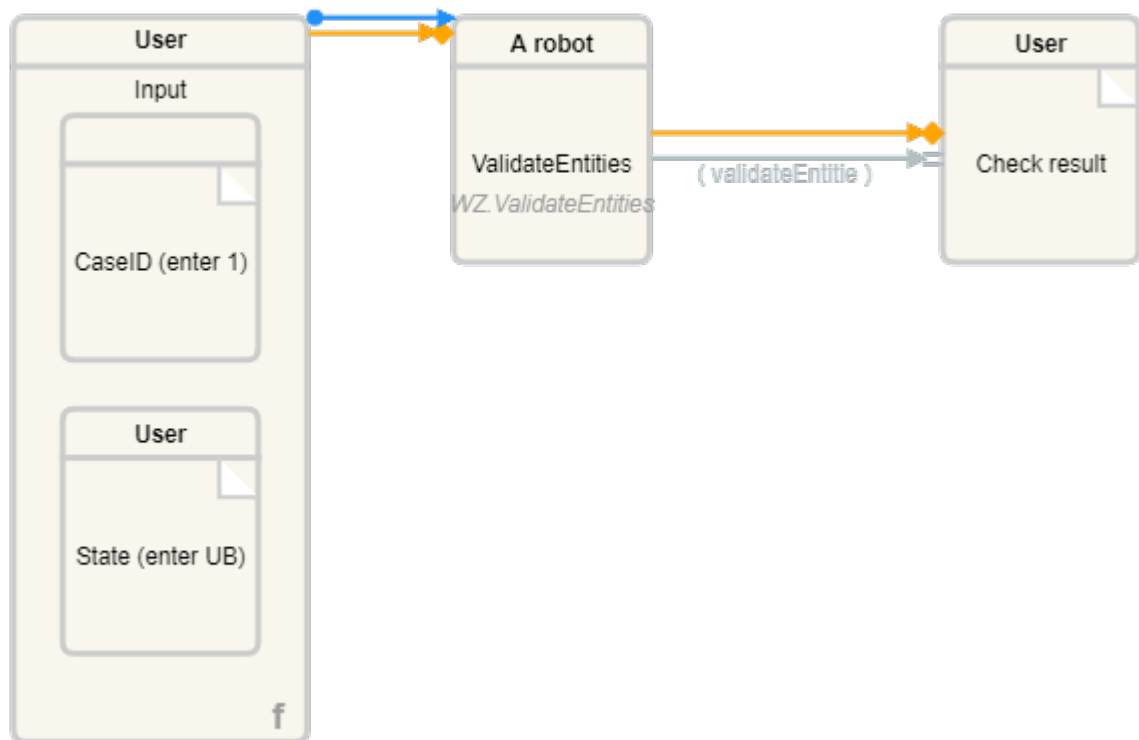 User
Input
CaseID (enter 1)
User
State (enter UB)
f
A robot
ValidateEntities
WZ.ValidateEntities
( validateEntitie )
User
Check result